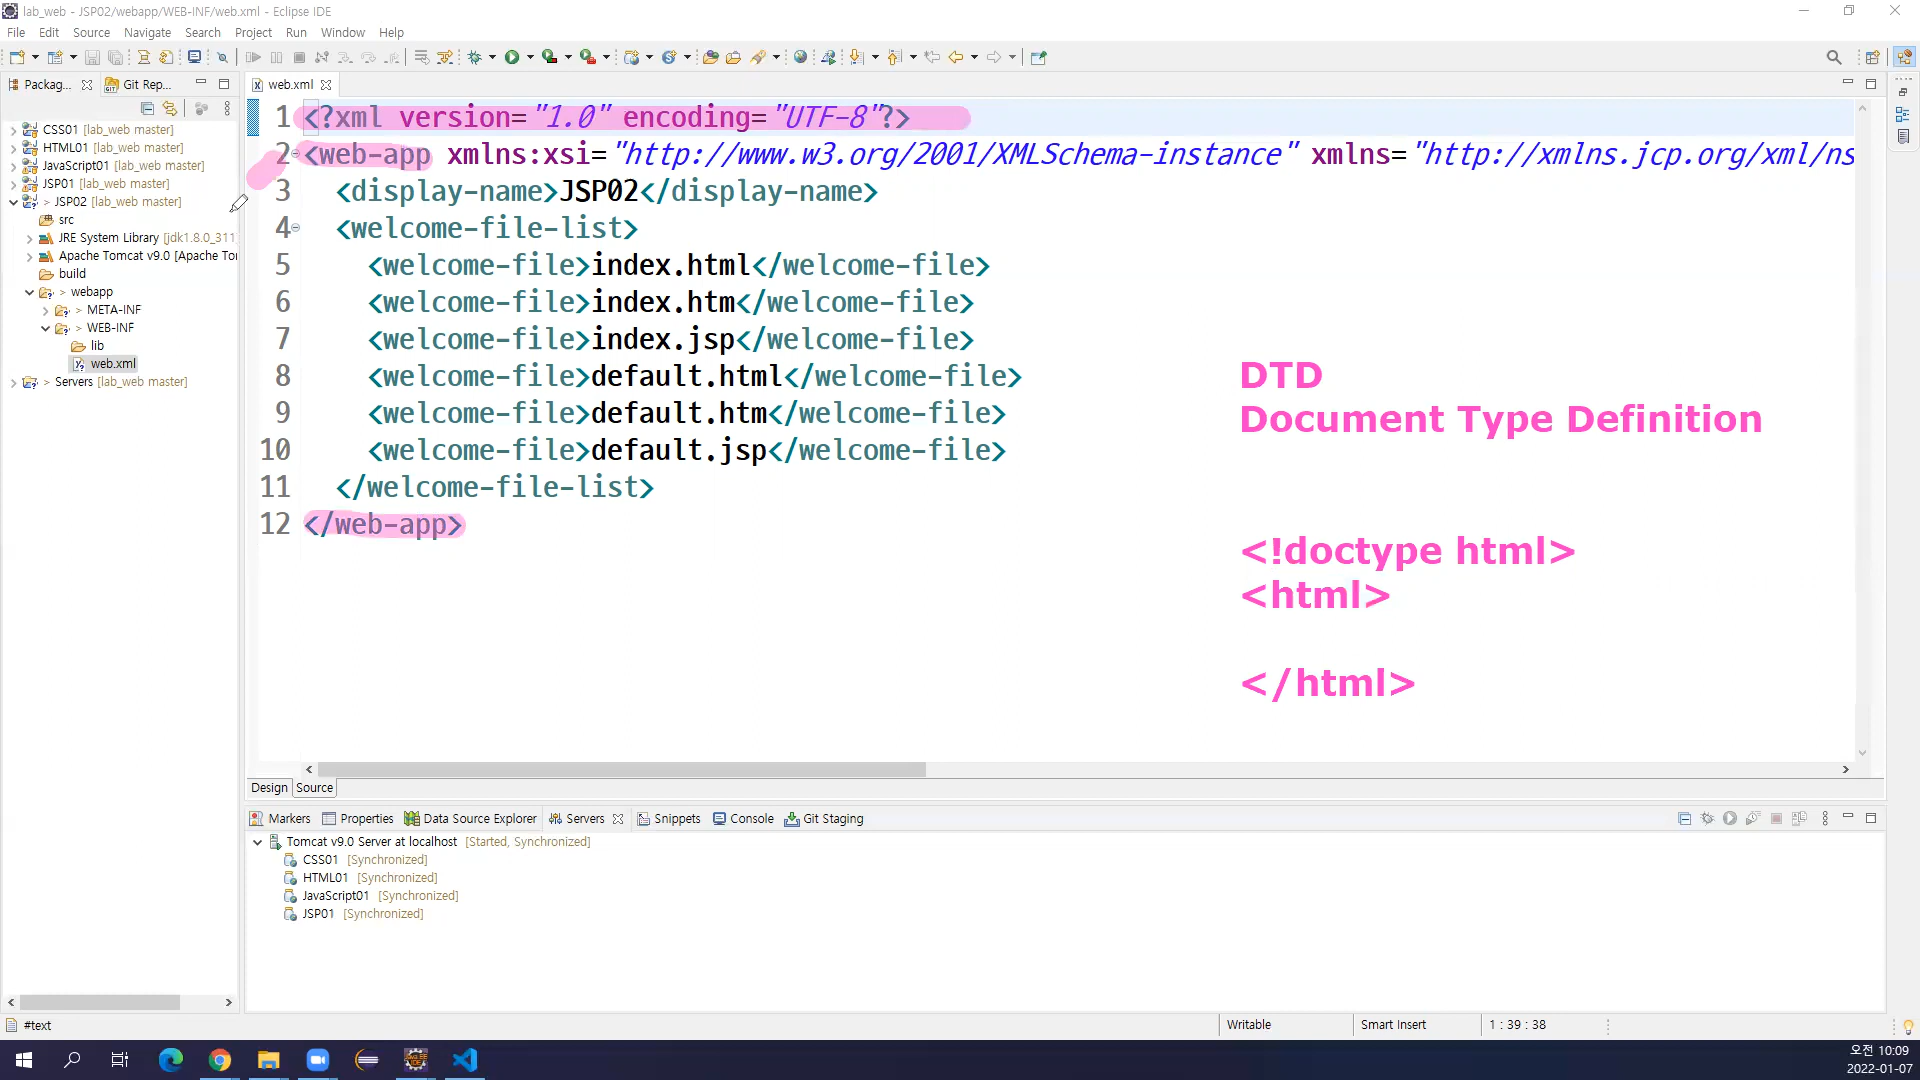 lab_web - JSP02/webapp/WEB-INF/web.xml - Eclipse IDE
File Edit Source Navigate Search Project Run Window Help
Packag... Git Rep...
CSS01 [lab_web master]
HTML01 [lab_web master]
JavaScript01 [lab_web master]
JSP01 [lab_web master]
> JSP02 [lab_web master]
src
JRE System Library [jdk1.8.0_311
Apache Tomcat v9.0 [Apache To
build
> webapp
> META-INF
> WEB-INF
lib
web.xml
> Servers [lab_web master]
web.xml
1 <?xml version="1.0" encoding="UTF-8"?>
2 <web-app xmlns:xsi="http://www.w3.org/2001/XMLSchema-instance" xmlns="http://xmlns.jcp.org/xml/ns
3 <display-name>JSP02</display-name>
4 <welcome-file-list>
5 <welcome-file>index.html</welcome-file>
6 <welcome-file>index.htm</welcome-file>
7 <welcome-file>index.jsp</welcome-file>
8 <welcome-file>default.html</welcome-file>
9 <welcome-file>default.htm</welcome-file>
10 <welcome-file>default.jsp</welcome-file>
11 </welcome-file-list>
12 </web-app>
DTD
Document Type Definition
<!doctype html>
<html>
</html>
Design Source
Markers Properties Data Source Explorer Servers Snippets Console Git Staging
Tomcat v9.0 Server at localhost [Started, Synchronized]
CSS01 [Synchronized]
HTML01 [Synchronized]
JavaScript01 [Synchronized]
JSP01 [Synchronized]
#text
Writable Smart Insert 1 : 39 : 38
오전 10:09
2022-01-07